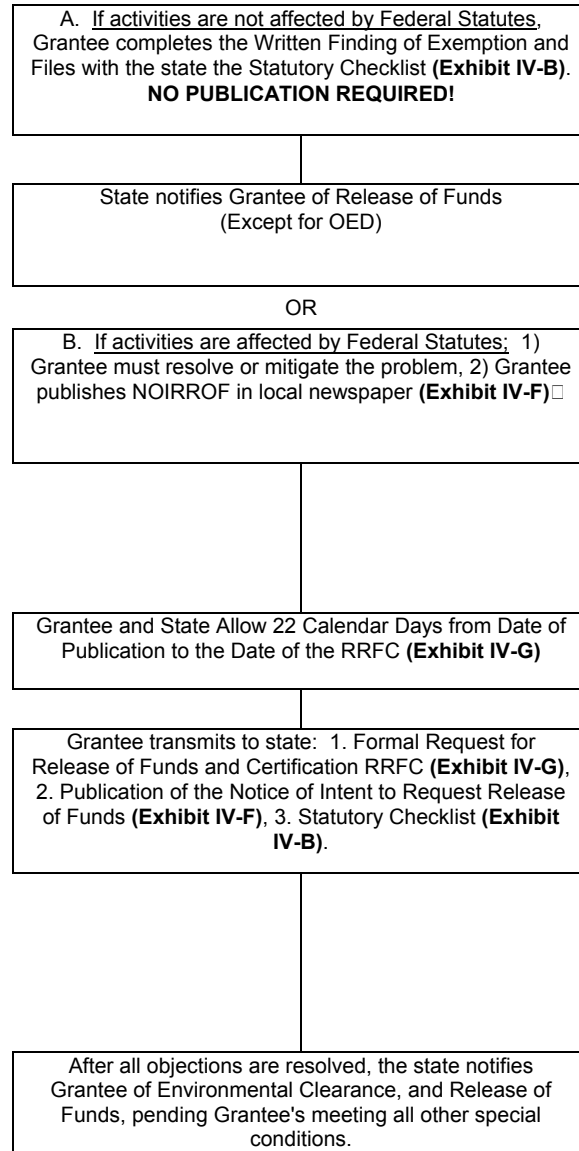 A. If activities are not affected by Federal Statutes,
Grantee completes the Written Finding of Exemption and
Files with the state the Statutory Checklist (Exhibit IV-B).
NO PUBLICATION REQUIRED!
State notifies Grantee of Release of Funds
(Except for OED)
OR
B. If activities are affected by Federal Statutes; 1)
Grantee must resolve or mitigate the problem, 2) Grantee
publishes NOIRROF in local newspaper (Exhibit IV-F)□
Grantee and State Allow 22 Calendar Days from Date of
Publication to the Date of the RRFC (Exhibit IV-G)
Grantee transmits to state: 1. Formal Request for
Release of Funds and Certification RRFC (Exhibit IV-G),
2. Publication of the Notice of Intent to Request Release
of Funds (Exhibit IV-F), 3. Statutory Checklist (Exhibit
IV-B).
After all objections are resolved, the state notifies
Grantee of Environmental Clearance, and Release of
Funds, pending Grantee's meeting all other special
conditions.